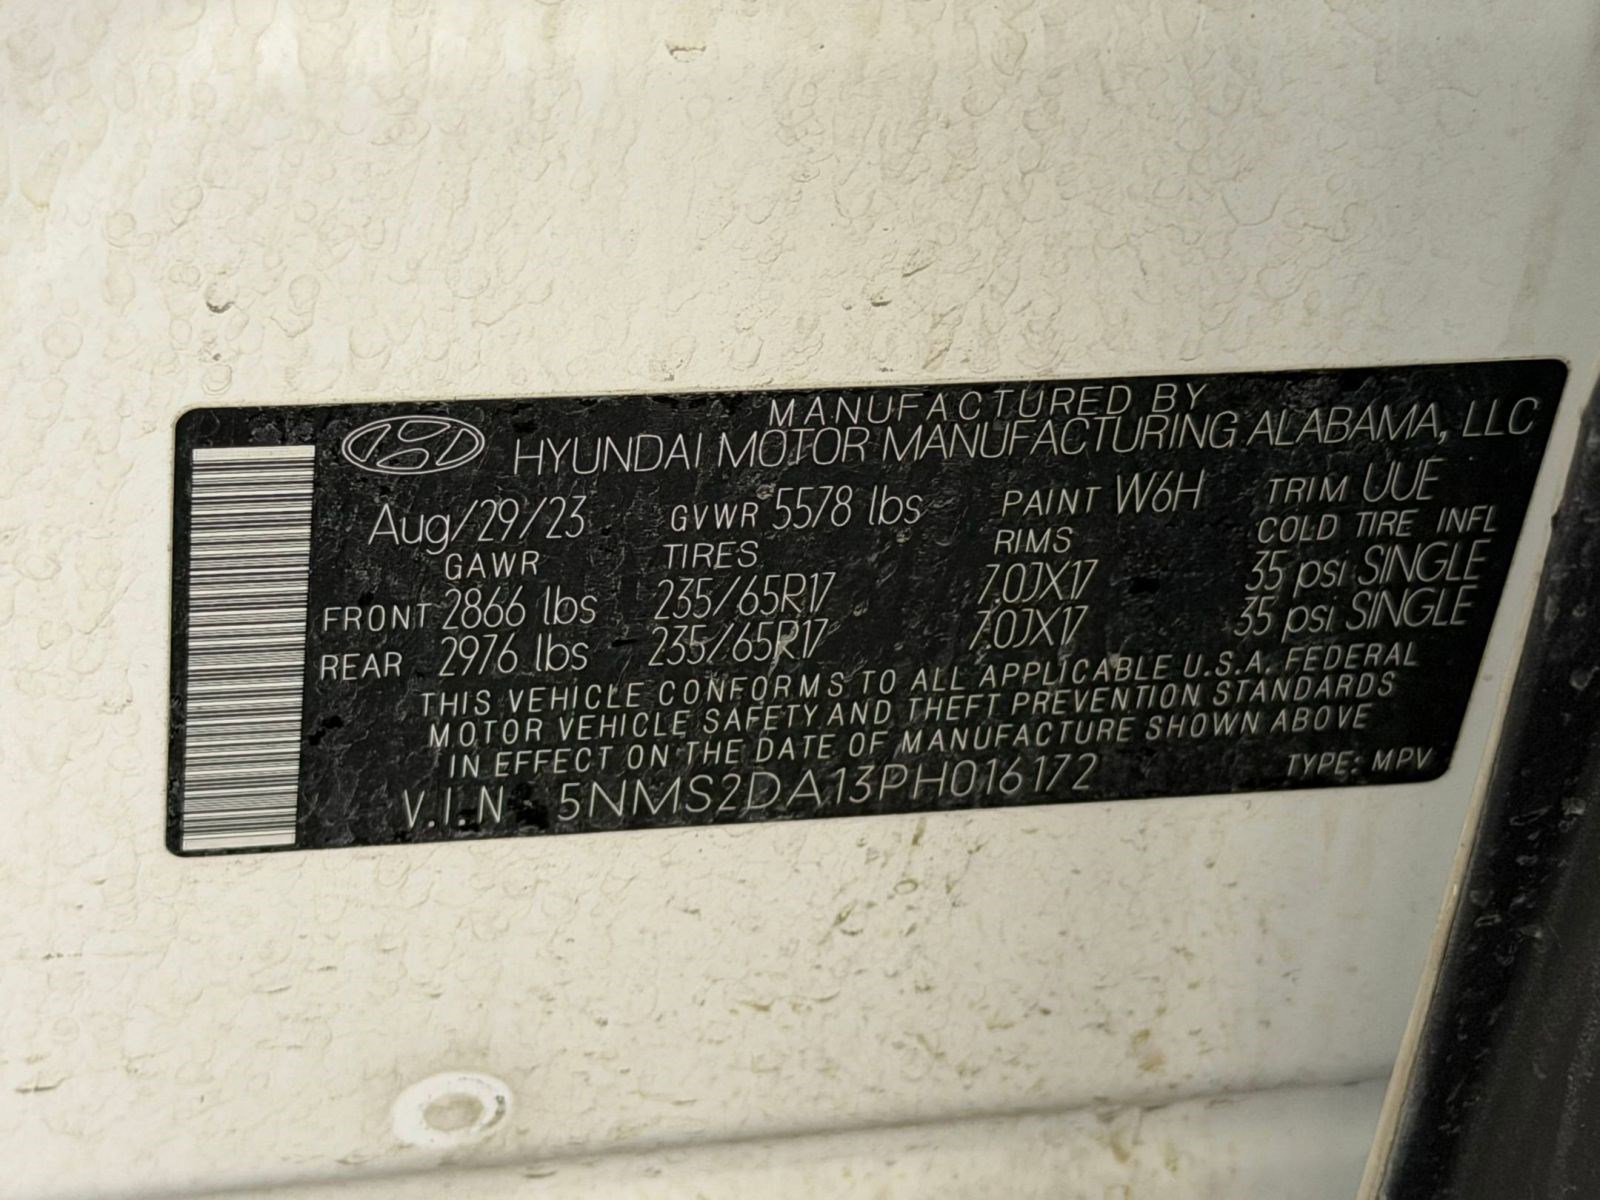 MANUFACTURED BY
HYUNDAI MOTOR MANUFACTURING ALABAMA, LLC
Aug/29/23 GVWR 5578 lbs PAINT W6H TRIM UUE
GAWR TIRES RIMS COLD TIRE INFL
FRONT 2866 lbs 235/65R17 7.0JX17 35 psi SINGLE
REAR 2976 lbs 235/65R17 7.0JX17 35 psi SINGLE
THIS VEHICLE CONFORMS TO ALL APPLICABLE U.S.A. FEDERAL
MOTOR VEHICLE SAFETY AND THEFT PREVENTION STANDARDS
IN EFFECT ON THE DATE OF MANUFACTURE SHOWN ABOVE
V.I.N 5NMS2DA13PH016172 TYPE: MPV